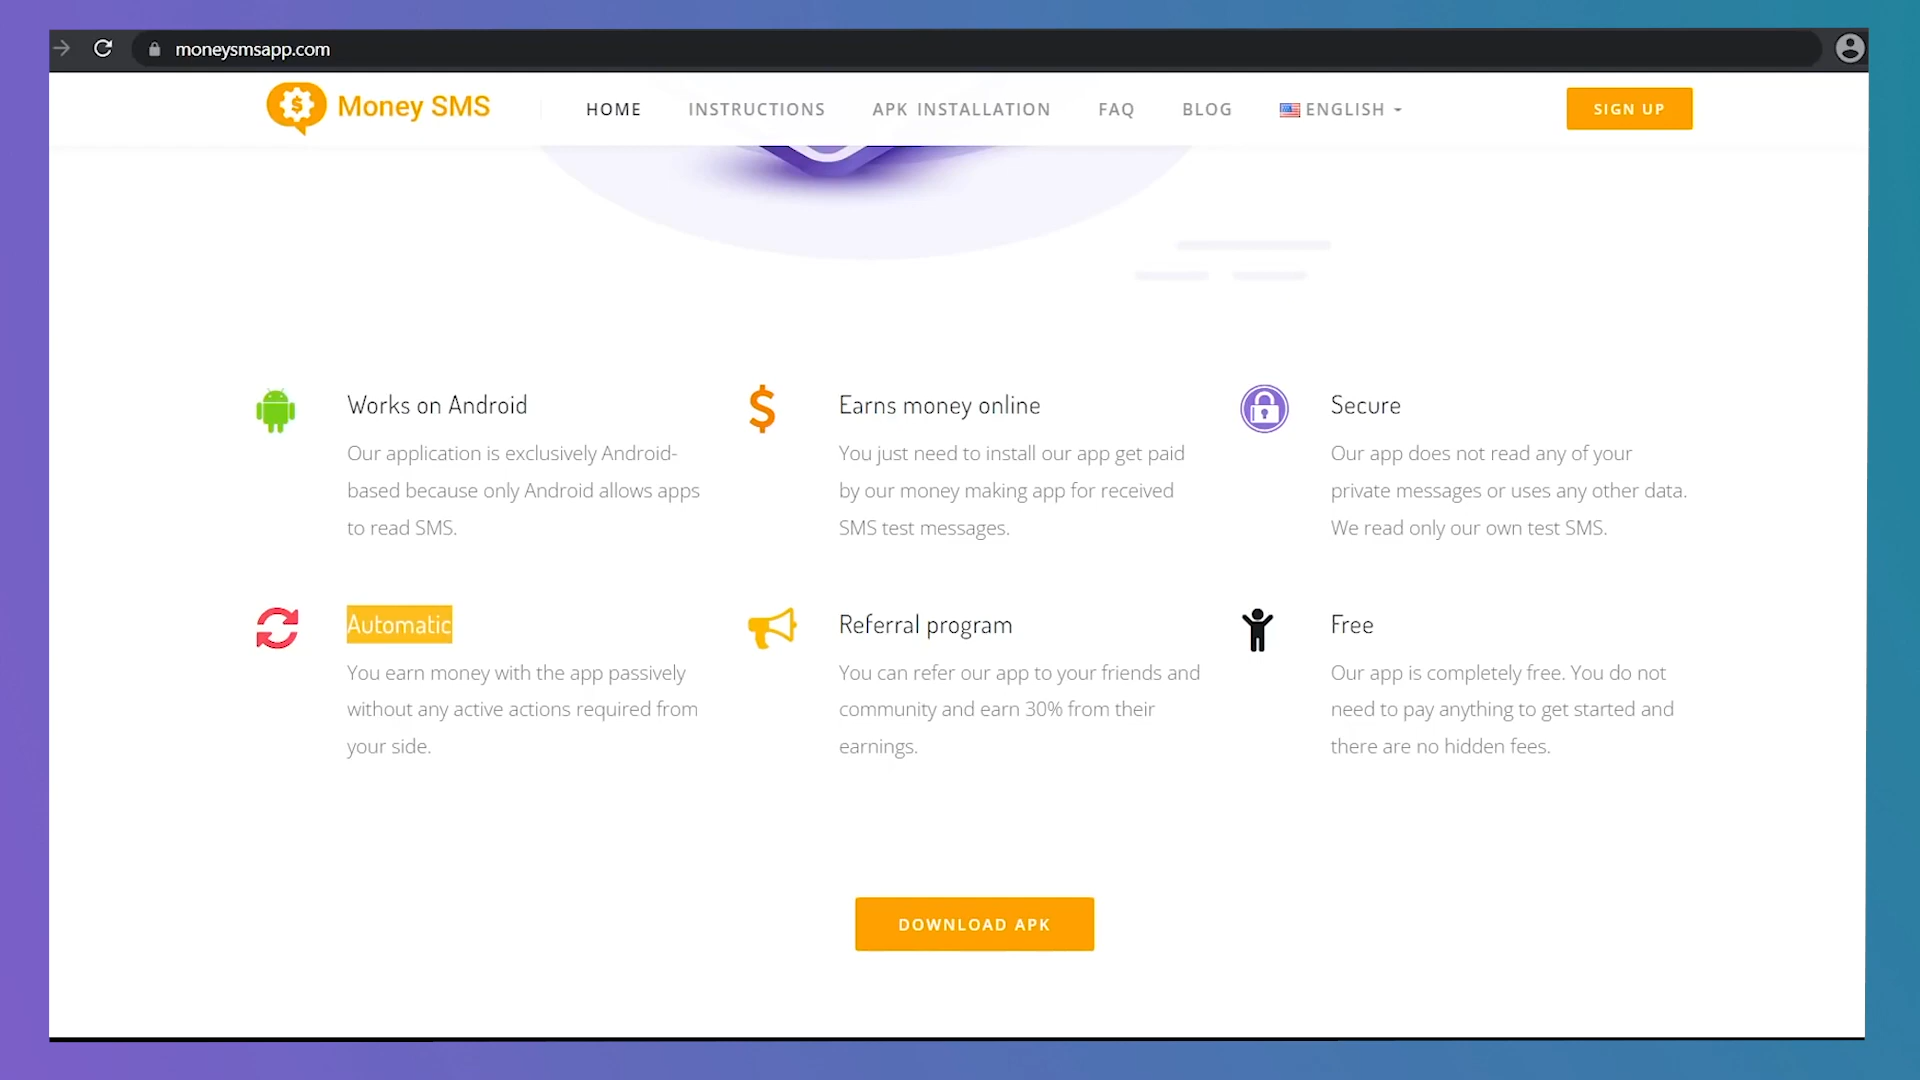 moneysmsapp.com
Money SMS
HOME
INSTRUCTIONS
APK INSTALLATION
FAQ
BLOG
ENGLISH
SIGN UP
Works on Android
Our application is exclusively Android-
based because only Android allows apps
to read SMS.
Earns money online
You just need to install our app get paid
by our money making app for received
SMS test messages.
Secure
Our app does not read any of your
private messages or uses any other data.
We read only our own test SMS.
Automatic
You earn money with the app passively
without any active actions required from
your side.
Referral program
You can refer our app to your friends and
community and earn 30% from their
earnings.
Free
Our app is completely free. You do not
need to pay anything to get started and
there are no hidden fees.
DOWNLOAD APK